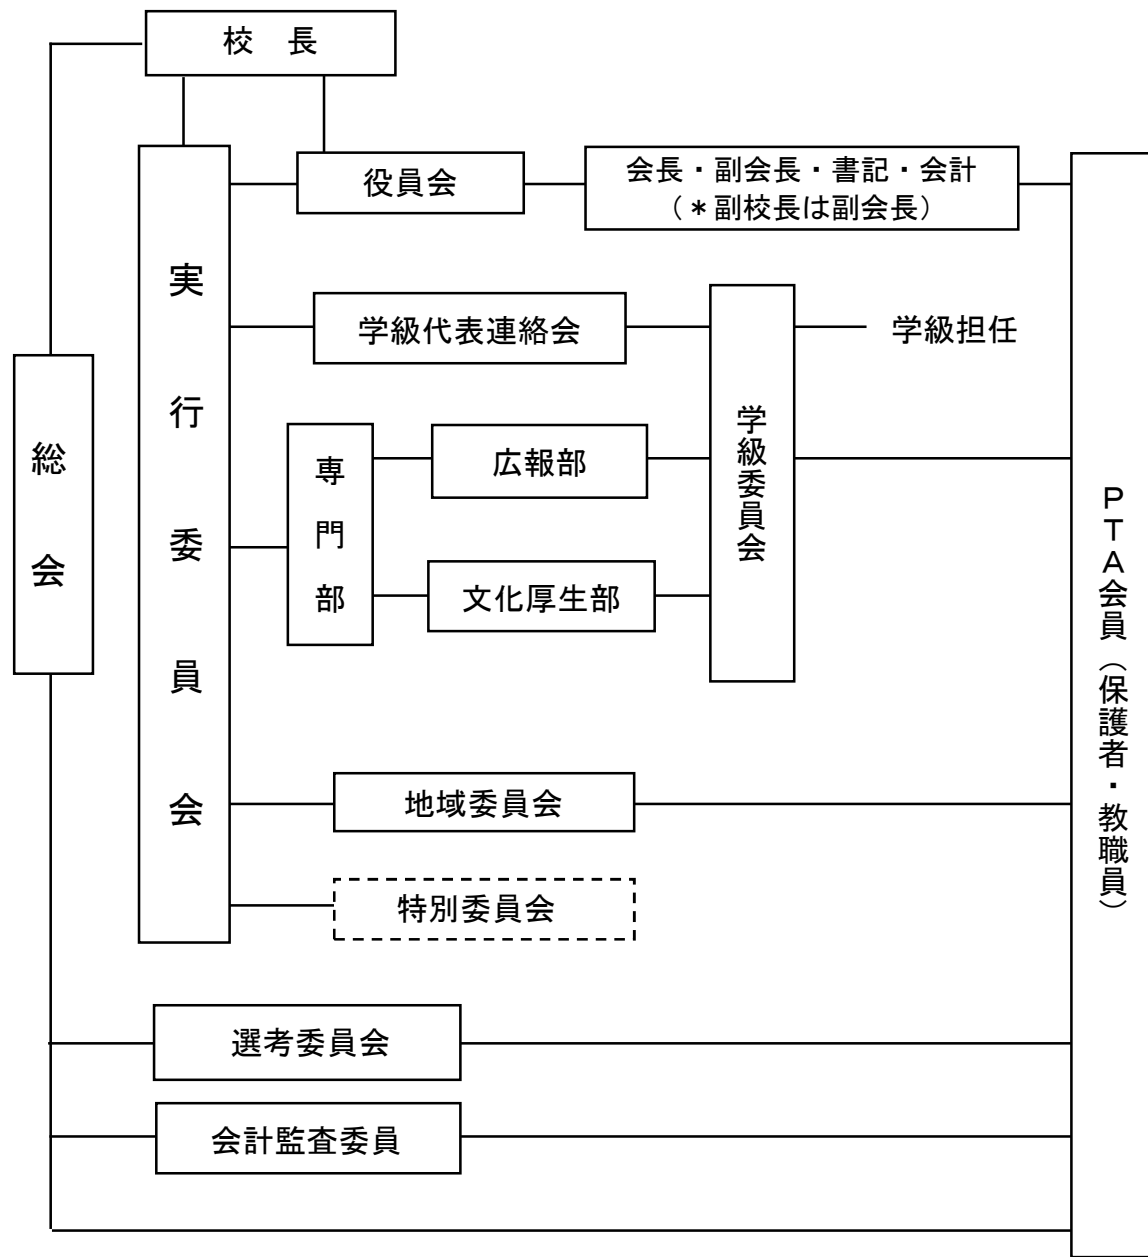 校　長
役員会
会長・副会長・書記・会計
（＊副校長は副会長）
実行委員会
学級代表連絡会
学級担任
総会
専門部
広報部
学級委員会
文化厚生部
ＰＴＡ会員（保護者・教職員）
地域委員会
特別委員会
選考委員会
会計監査委員